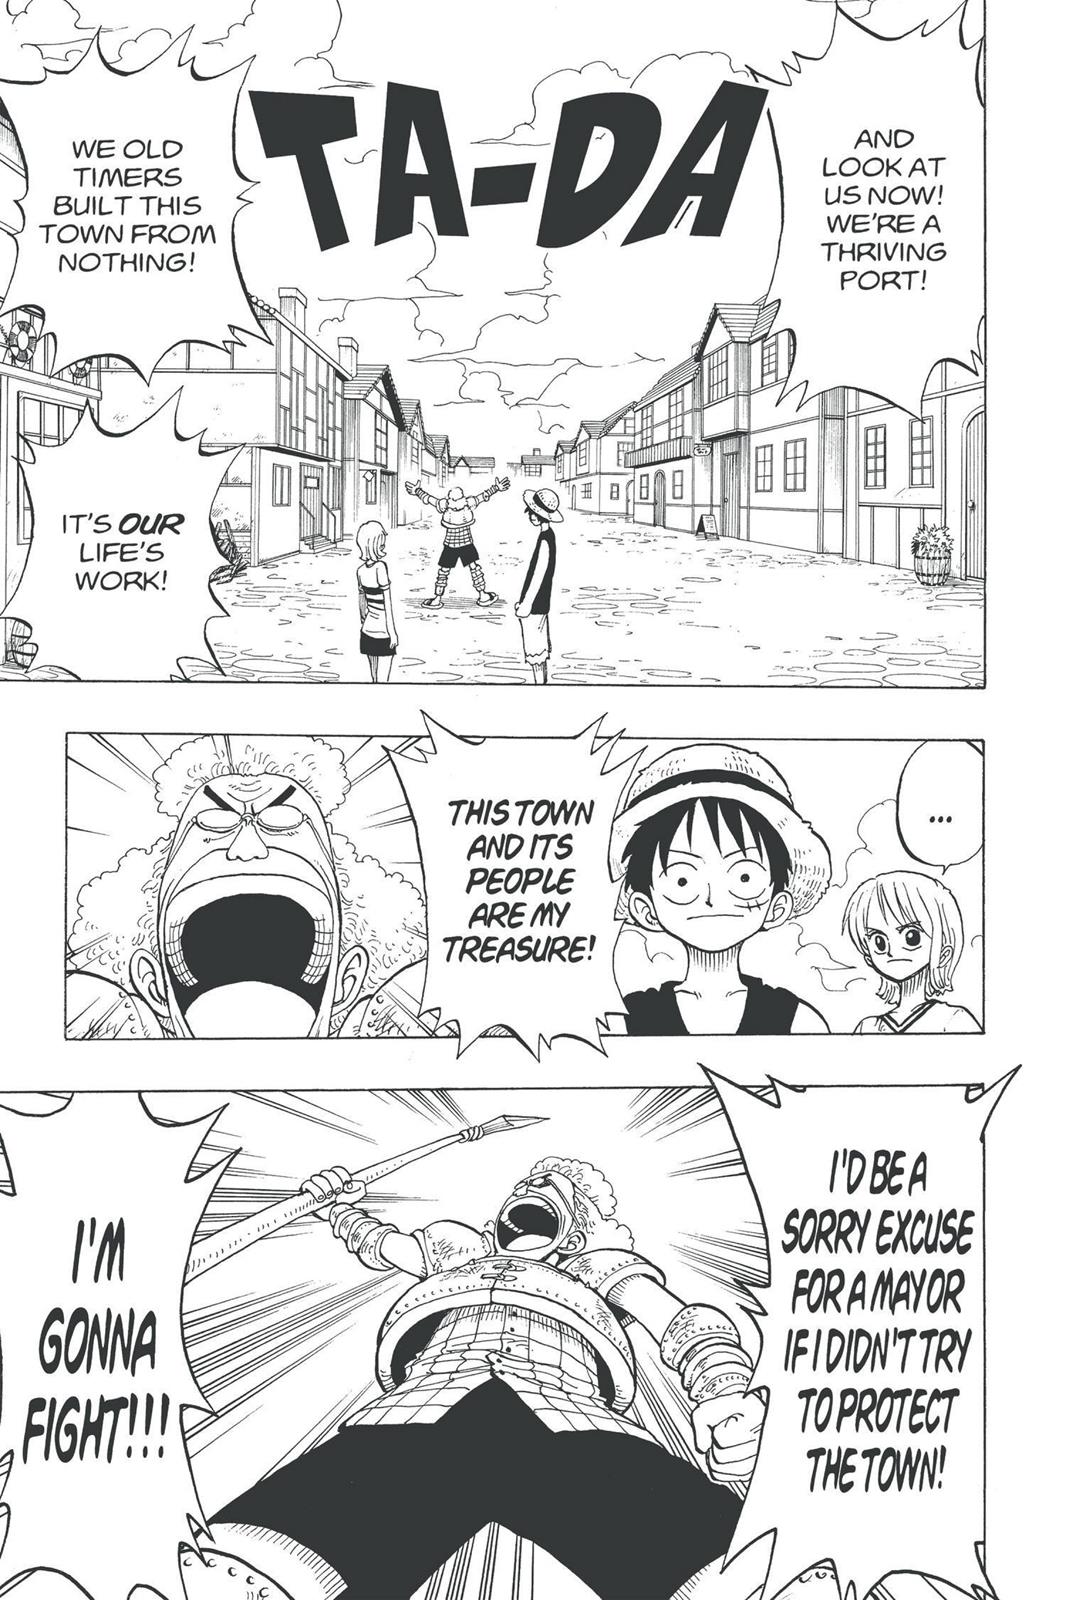 AND
LOOK AT
US NOW!
WE'RE A
THRIVING
PORT!
TA-DA
WE OLD
TIMERS
BUILT THIS
TOWN FROM
NOTHING!
IT'S OUR
LIFE'S
WORK!
...
THIS TOWN
AND ITS
PEOPLE
ARE MY
TREASURE!
I'D BE A
SORRY EXCUSE
FOR A MAYOR
IF I DIDN'T TRY
TO PROTECT
THE TOWN!
I'M
GONNA
FIGHT!!!